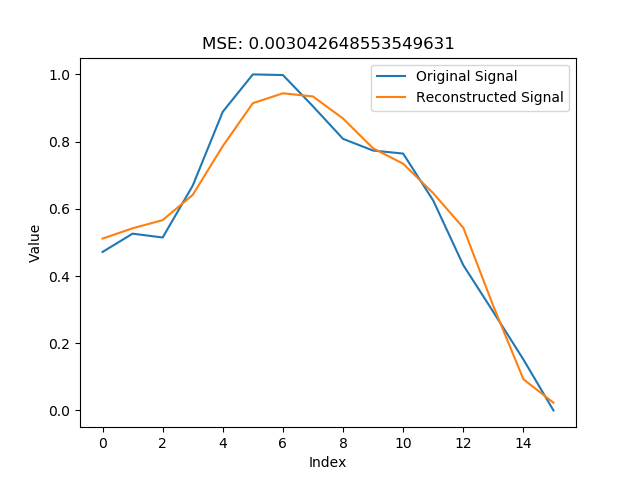 MSE: 0.003042648553549631
Original Signal
Reconstructed Signal
1.0
0.8
0.6
0.4
0.2
0.0
Value
0 2 4 6 8 10 12 14
Index